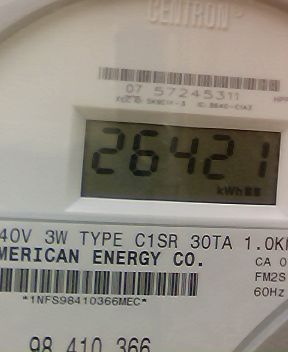 CENTRON®
07 57245311
26421
kWh
40V 3W TYPE C1SR 30TA 1.0K
MERICAN ENERGY CO.
CA 0
FM2S
60Hz
*1NFS98410366MEC*
98 410 366